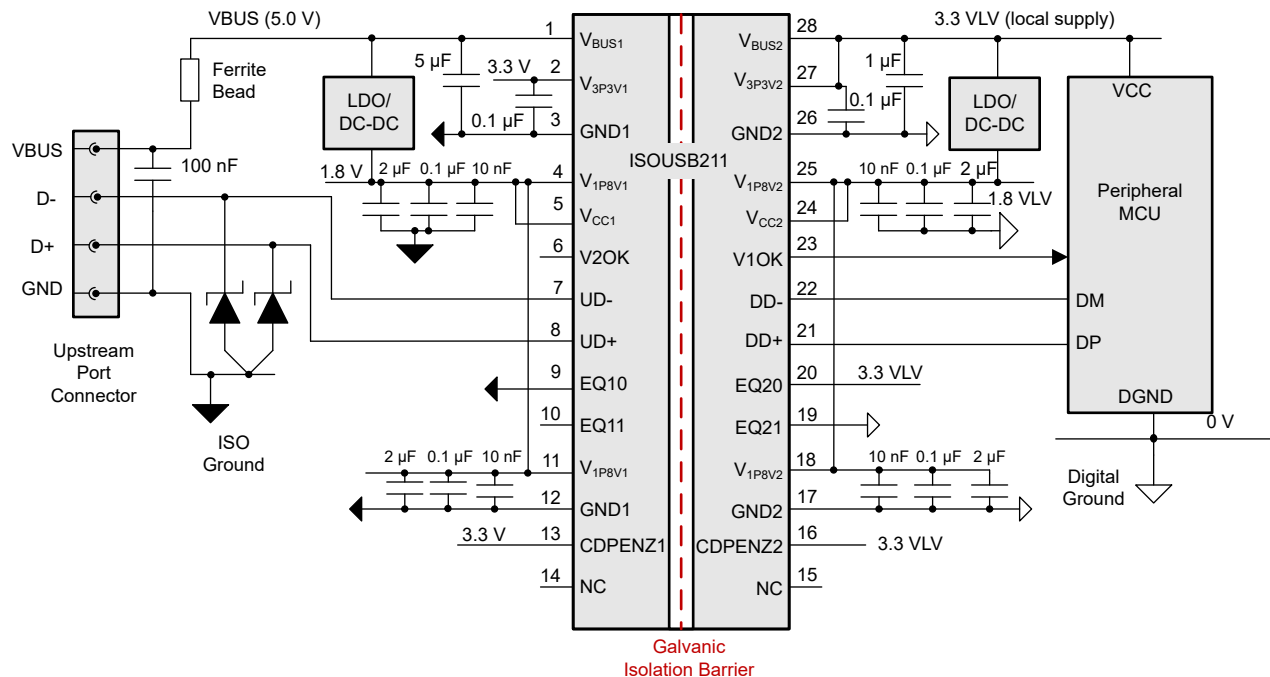 VBUS (5.0 V)
3.3 VLV (local supply)
Ferrite
Bead
LDO/
DC-DC
5 µF
3.3 V
0.1 µF
VBUS
D-
D+
GND
100 nF
Upstream
Port
Connector
ISO
Ground
1.8 V
2 µF
0.1 µF
10 nF
2 µF
0.1 µF
10 nF
3.3 V
1
2
3
4
5
6
7
8
9
10
11
12
13
14
VBUS1
V3P3V1
GND1
V1P8V1
VCC1
V2OK
UD-
UD+
EQ10
EQ11
V1P8V1
GND1
CDPENZ1
NC
ISOUSB211
VBUS2
V3P3V2
GND2
V1P8V2
VCC2
V1OK
DD-
DD+
EQ20
EQ21
V1P8V2
GND2
CDPENZ2
NC
28
27
26
25
24
23
22
21
20
19
18
17
16
15
1 µF
0.1 µF
LDO/
DC-DC
10 nF
0.1 µF
2 µF
1.8 VLV
3.3 VLV
10 nF
0.1 µF
2 µF
3.3 VLV
VCC
Peripheral
MCU
DM
DP
DGND
0 V
Digital
Ground
Galvanic
Isolation Barrier